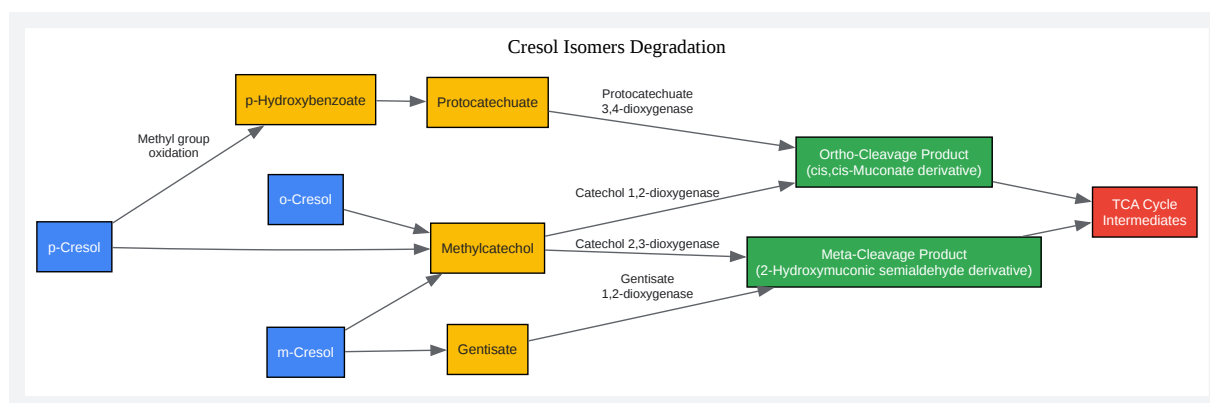 Cresol Isomers Degradation
p-Hydroxybenzoate
Protocatechuate
Protocatechuate
3,4-dioxygenase
Methyl group
oxidation
Ortho-Cleavage Product
(cis,cis-Muconate derivative)
o-Cresol
Catechol 1,2-dioxygenase
TCA Cycle
Intermediates
p-Cresol
Methylcatechol
Catechol 2,3-dioxygenase
Meta-Cleavage Product
(2-Hydroxymuconic semialdehyde derivative)
Gentisate
1,2-dioxygenase
m-Cresol
Gentisate